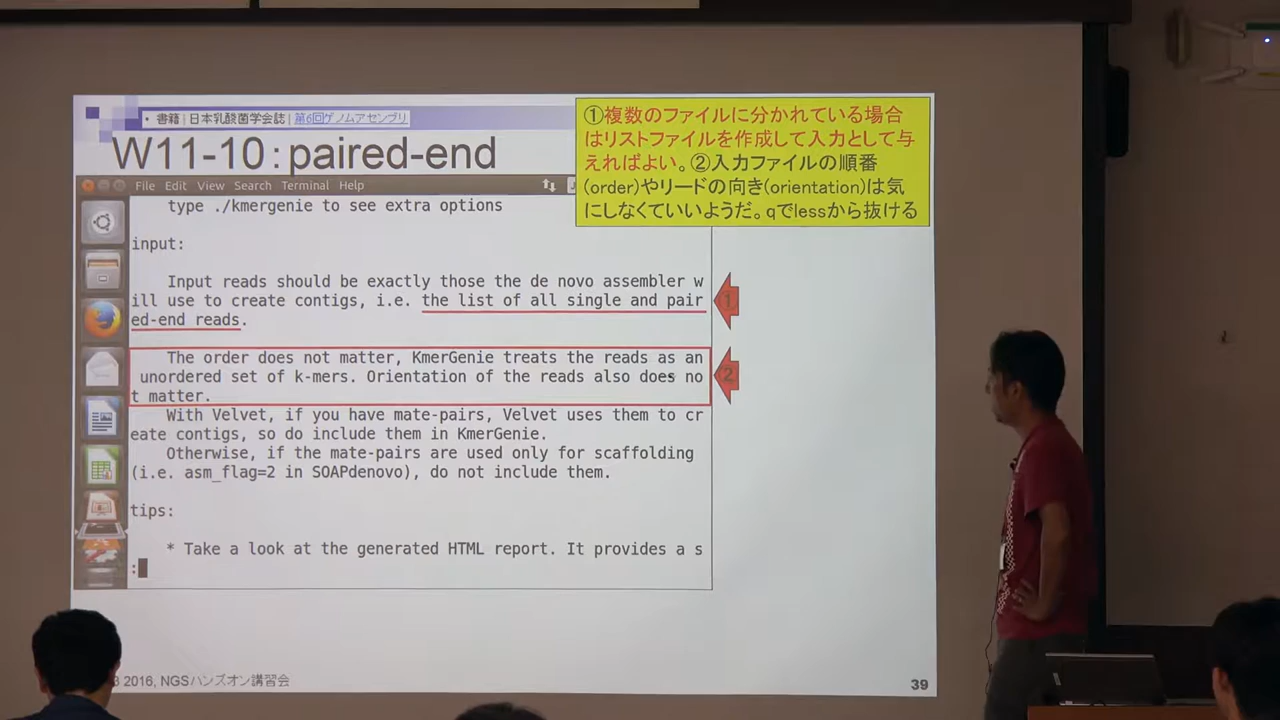 ・書籍 | 日本乳酸菌学会誌 | 第6回ゲノムアセンブリ
W11-10：paired-end
①複数のファイルに分かれている場合
はリストファイルを作成して入力として与
えればよい。②入力ファイルの順番
(order)やリードの向き(orientation)は気
にしなくていいようだ。qでlessから抜ける
File Edit View Search Terminal Help
type ./kmergenie to see extra options
input:
Input reads should be exactly those the de novo assembler w
ill use to create contigs, i.e. the list of all single and pair
ed-end reads.
①
The order does not matter, KmerGenie treats the reads as an
unordered set of k-mers. Orientation of the reads also does no
t matter.
②
With Velvet, if you have mate-pairs, Velvet uses them to cr
eate contigs, so do include them in KmerGenie.
Otherwise, if the mate-pairs are used only for scaffolding
(i.e. asm_flag=2 in SOAPdenovo), do not include them.
tips:
* Take a look at the generated HTML report. It provides a s
:
3 2016, NGSハンズオン講習会
39